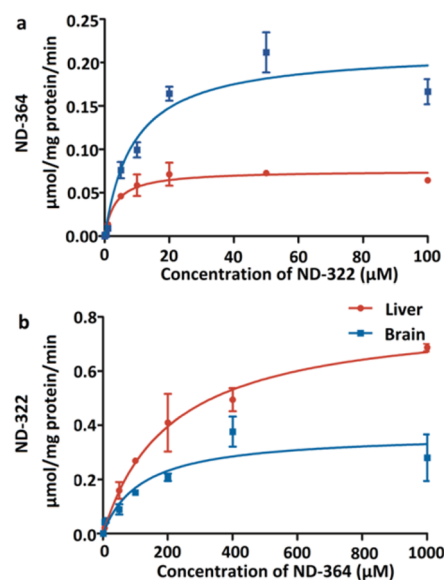 a
ND-364
µmol/mg protein/min
0.25
0.20
0.15
0.10
0.05
0.00
0 20 40 60 80 100
Concentration of ND-322 (µM)
b
Liver
Brain
ND-322
µmol/mg protein/min
0.8
0.6
0.4
0.2
0.0
0 200 400 600 800 1000
Concentration of ND-364 (µM)